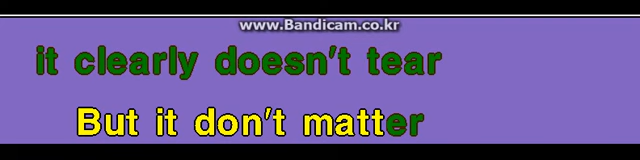 www.Bandicam.co.kr
it clearly doesn't tear
But it don't matter